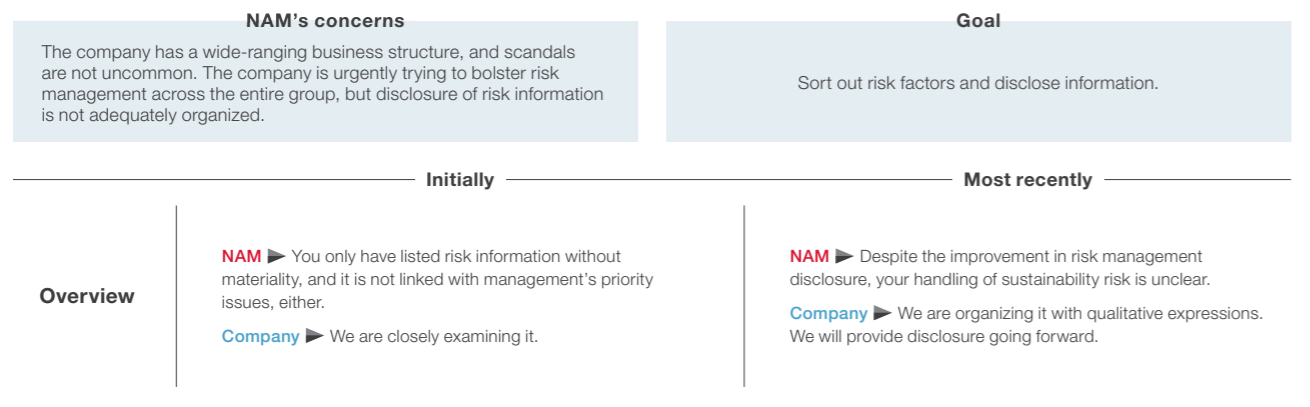 NAM's concerns
The company has a wide-ranging business structure, and scandals
are not uncommon. The company is urgently trying to bolster risk
management across the entire group, but disclosure of risk information
is not adequately organized.
Goal
Sort out risk factors and disclose information.
Initially
Most recently
Overview
NAM ▶ You only have listed risk information without
materiality, and it is not linked with management's priority
issues, either.
Company ▶ We are closely examining it.
NAM ▶ Despite the improvement in risk management
disclosure, your handling of sustainability risk is unclear.
Company ▶ We are organizing it with qualitative expressions.
We will provide disclosure going forward.